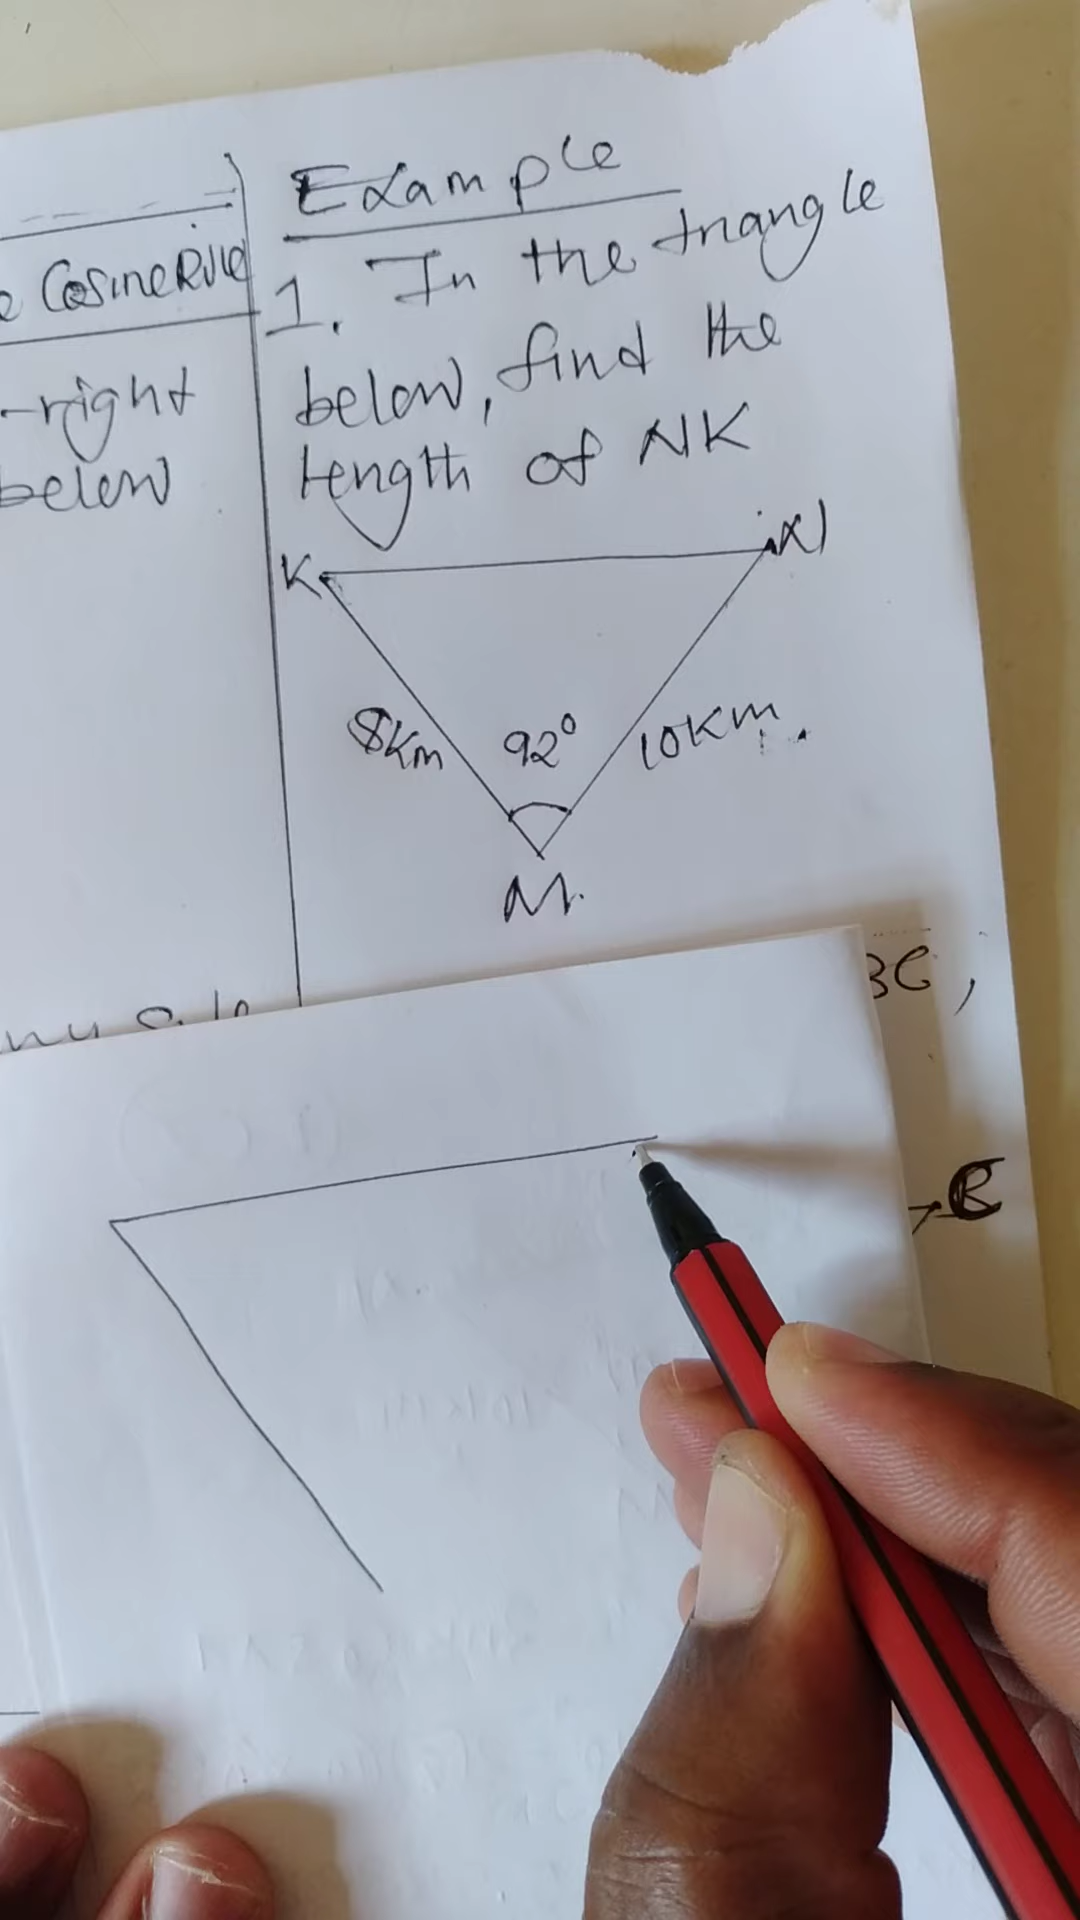 Cosine Rule
-right
below
Example
1. In the triangle
below, find the
length of NK
K
N
8km
92°
10km
M
BC,
C